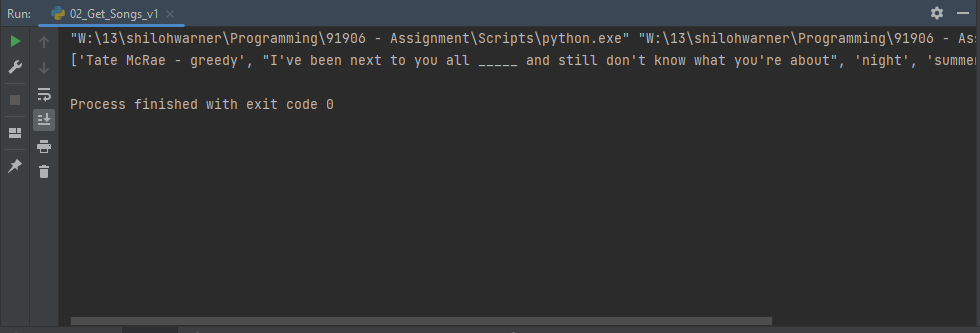 Run: 02_Get_Songs_v1
"W:\13\shilohwarner\Programming\91906 - Assignment\Scripts\python.exe" "W:\13\shilohwarner\Programming\91906 - As
['Tate McRae - greedy', "I've been next to you all _____ and still don't know what you're about", 'night', 'summe
Process finished with exit code 0